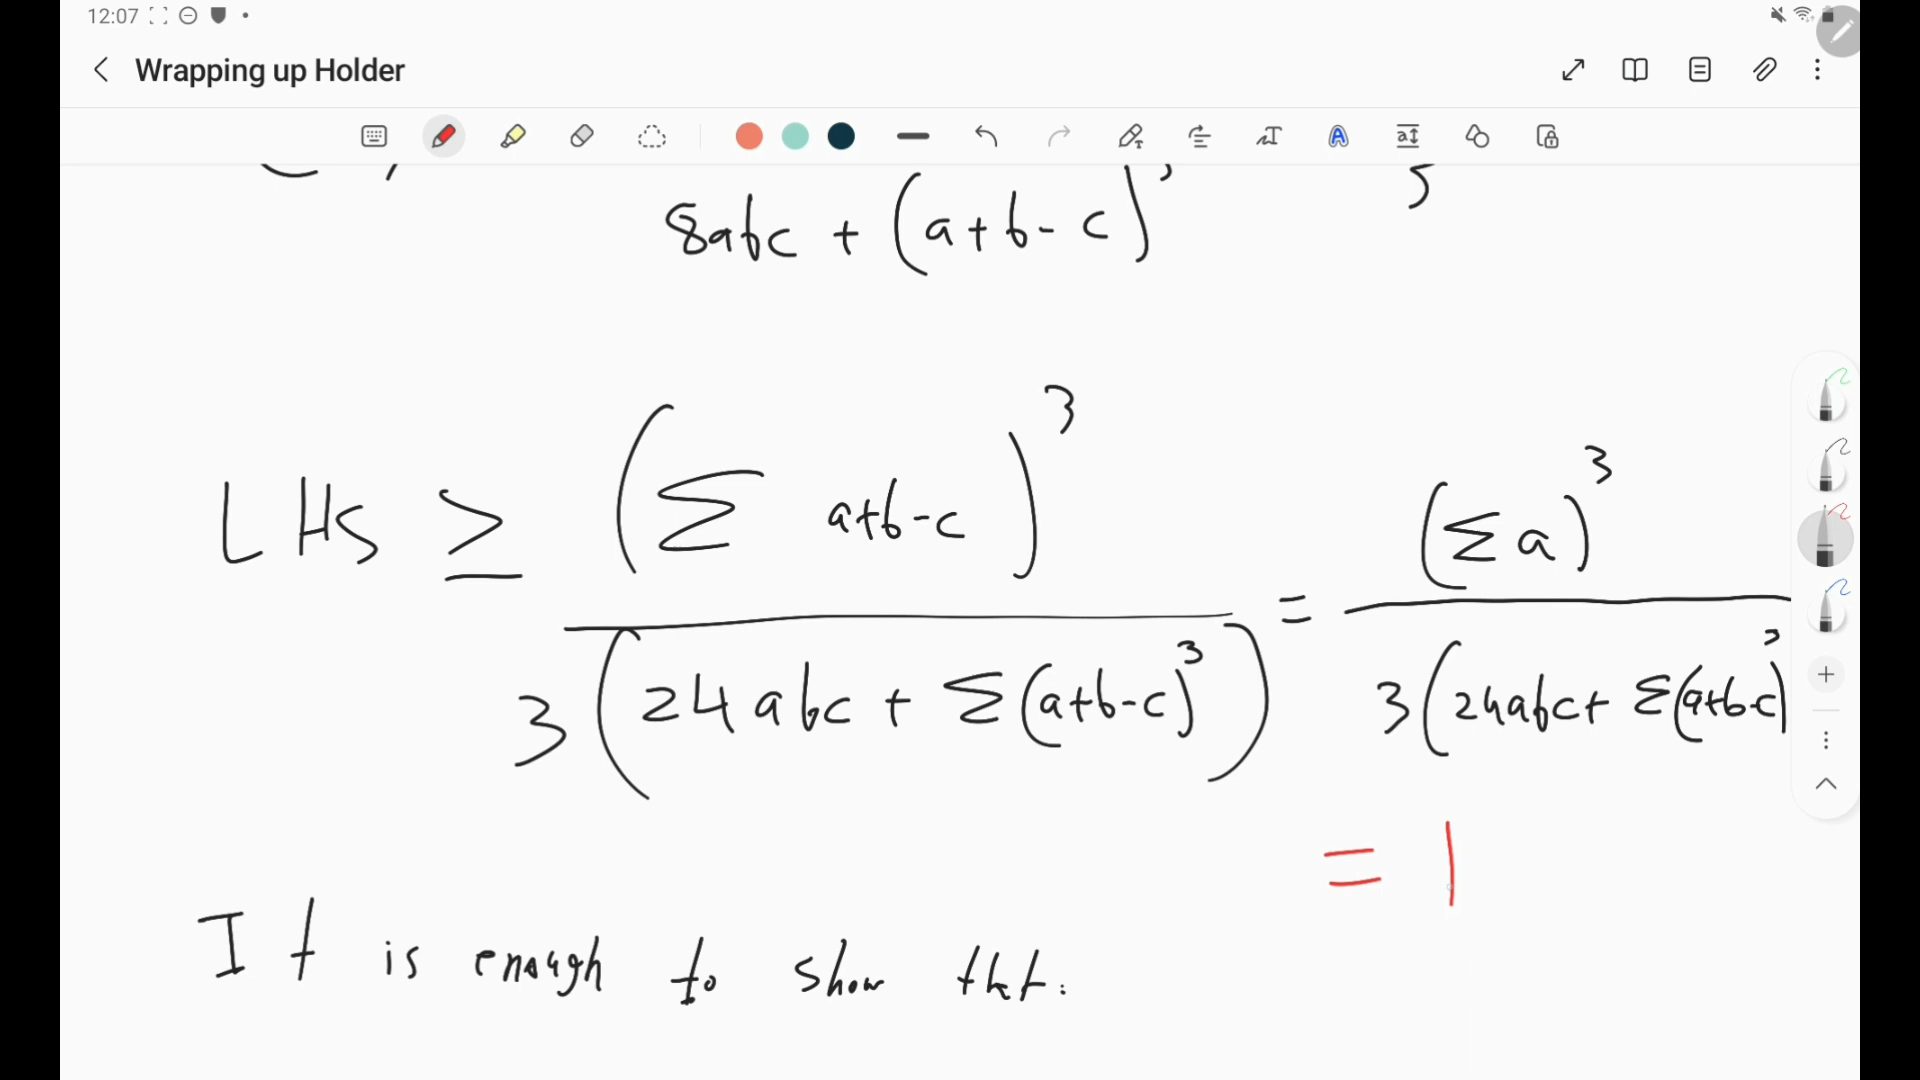 12:07
Wrapping up Holder
8abc + (a+b-c)
LHS ≥ (Σ a+b-c)³ / 3(24abc + Σ(a+b-c)³) = (Σa)³ / 3(24abc + Σ(a+b-c)³
= 1
It is enough to show that: